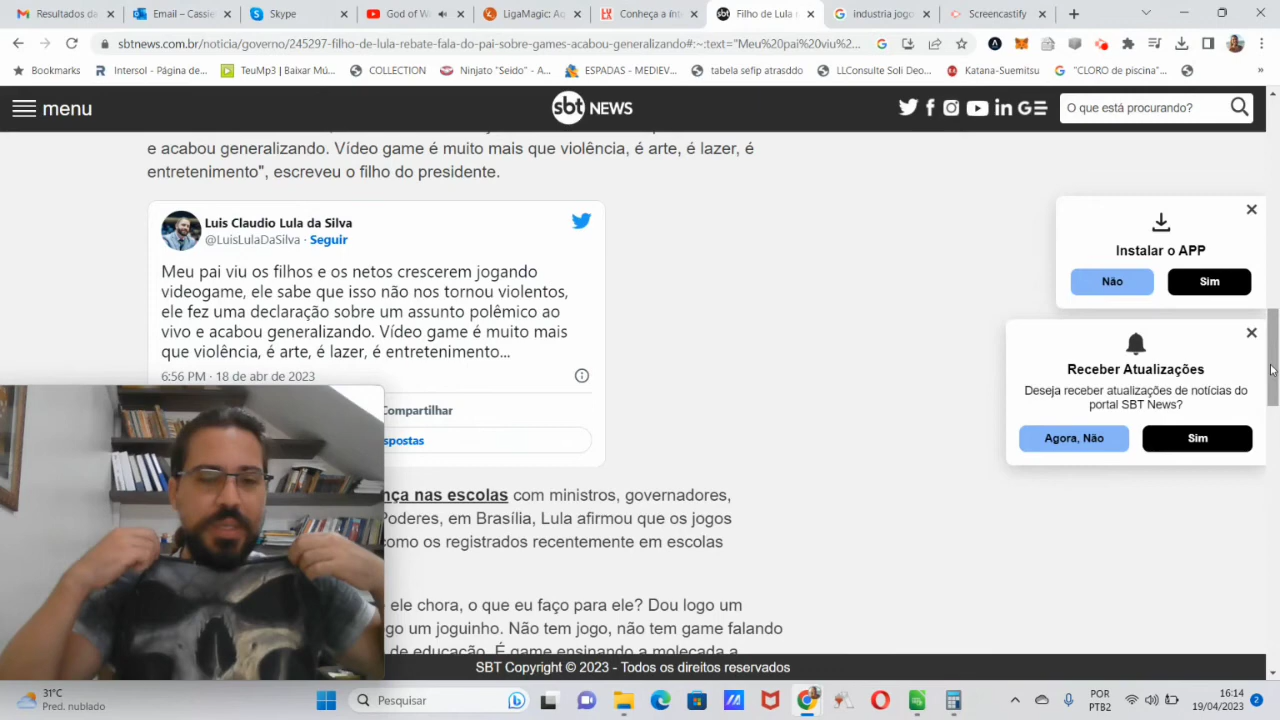 Resultados da
Email – Cassie
Skype
God of W
LigaMagic: Aq
Conheça a int
Filho de Lula
industria jogo
Screencastify
sbtnews.com.br/noticia/governo/245297-filho-de-lula-rebate-fala-do-pai-sobre-games-acabou-generalizando#:~:text="Meu%20pai%20viu%2...
Bookmarks
Intersol - Página de...
TeuMp3 | Baixar Mú...
COLLECTION
Ninjato "Seido" - A...
ESPADAS - MEDIEV...
tabela sefip atrasddo
LLConsulte Soli Deo...
Katana-Suemitsu
"CLORO de piscina"...
»
menu
sbt NEWS
O que está procurando?
e acabou generalizando. Vídeo game é muito mais que violência, é arte, é lazer, é
entretenimento", escreveu o filho do presidente.
Luis Claudio Lula da Silva
@LuisLulaDaSilva · Seguir
Meu pai viu os filhos e os netos crescerem jogando
videogame, ele sabe que isso não nos tornou violentos,
ele fez uma declaração sobre um assunto polêmico ao
vivo e acabou generalizando. Vídeo game é muito mais
que violência, é arte, é lazer, é entretenimento...
6:56 PM · 18 de abr de 2023
Compartilhar
spostas
Instalar o APP
Não
Sim
Receber Atualizações
Deseja receber atualizações de notícias do
portal SBT News?
Agora, Não
Sim
nça nas escolas com ministros, governadores,
Poderes, em Brasília, Lula afirmou que os jogos
como os registrados recentemente em escolas
ele chora, o que eu faço para ele? Dou logo um
go um joguinho. Não tem jogo, não tem game falando
de educação. É game ensinando a molecada a
SBT Copyright © 2023 - Todos os direitos reservados
31°C
Pred. nublado
Pesquisar
POR
PTB2
16:14
19/04/2023
2